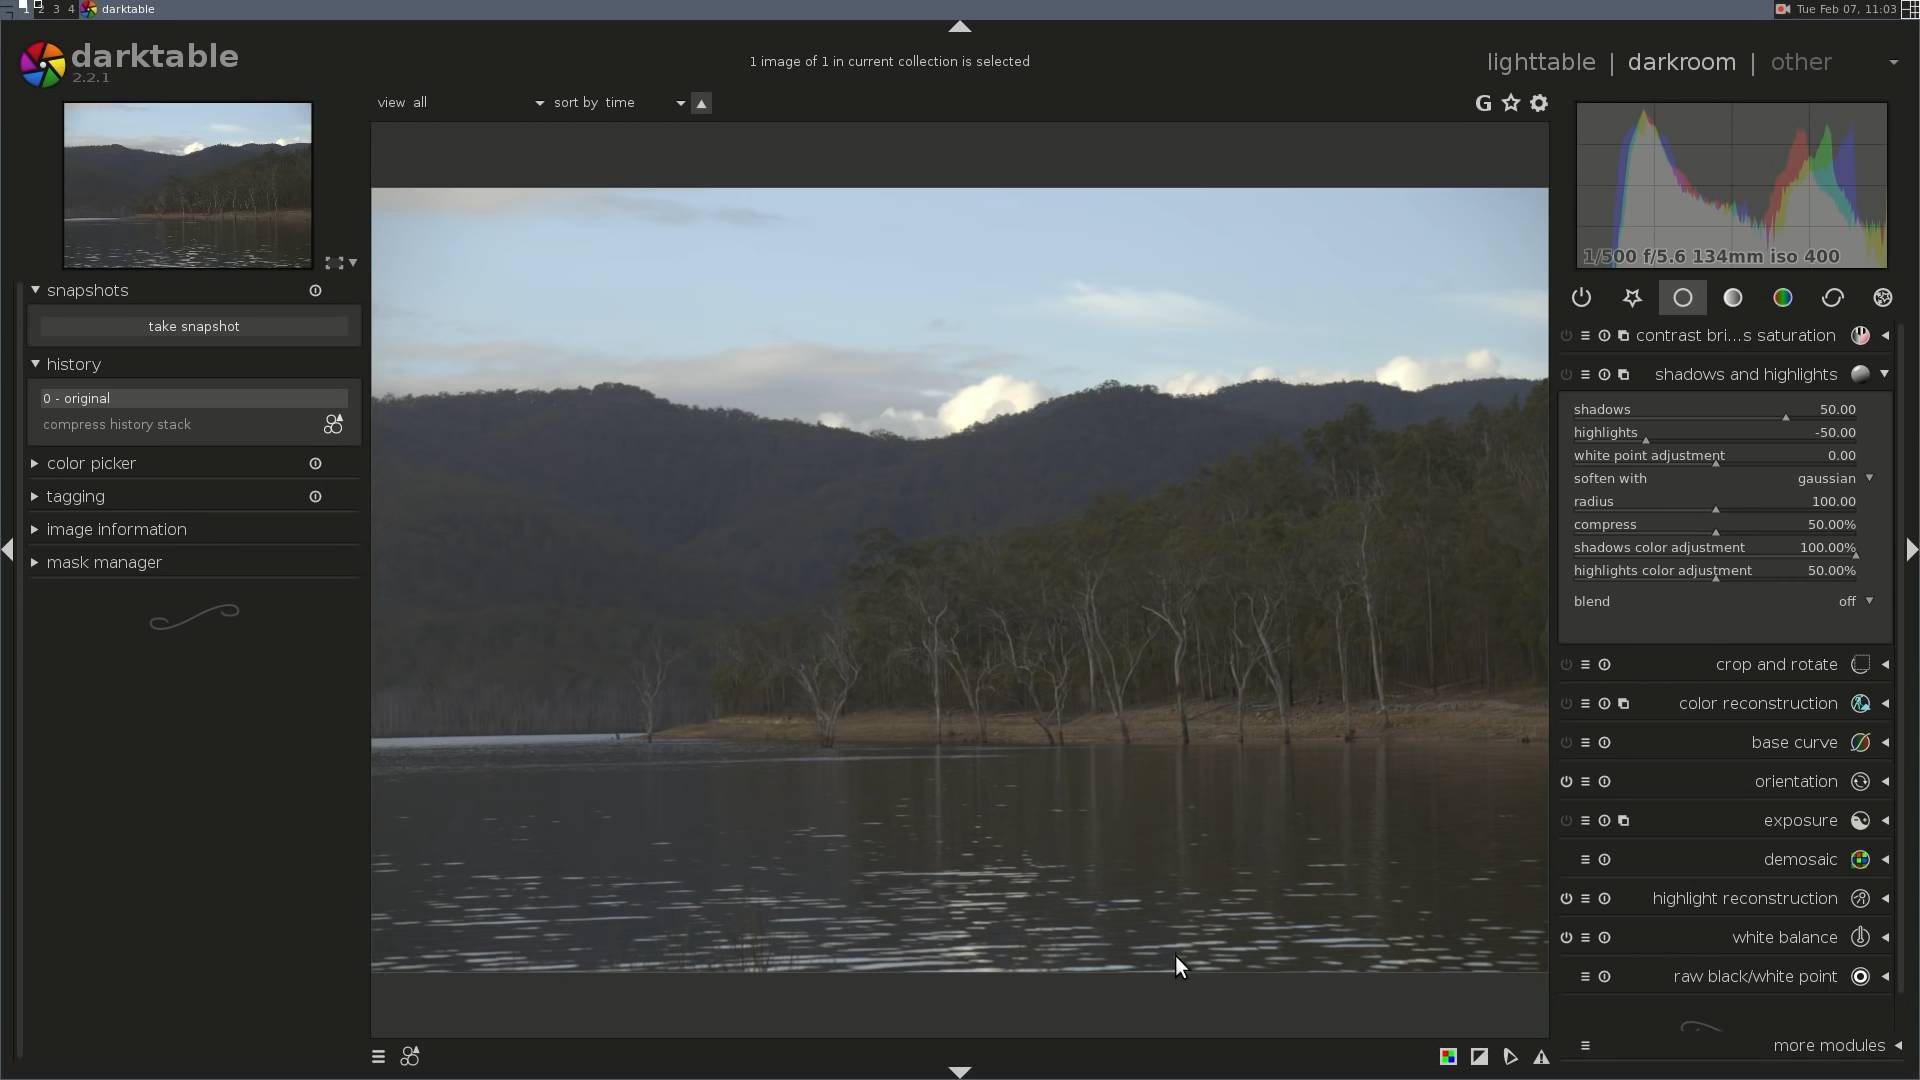 1 2 3 4 darktable
Tue Feb 07, 11:03
darktable
2.2.1
1 image of 1 in current collection is selected
lighttable | darkroom | other
view all
sort by time
G
1/500 f/5.6 134mm iso 400
snapshots
take snapshot
history
0 - original
compress history stack
color picker
tagging
image information
mask manager
contrast bri...s saturation
shadows and highlights
shadows 50.00
highlights -50.00
white point adjustment 0.00
soften with gaussian
radius 100.00
compress 50.00%
shadows color adjustment 100.00%
highlights color adjustment 50.00%
blend off
crop and rotate
color reconstruction
base curve
orientation
exposure
demosaic
highlight reconstruction
white balance
raw black/white point
more modules